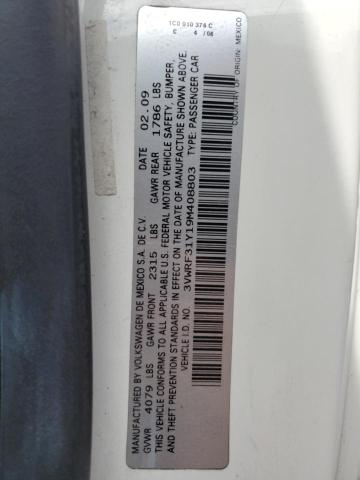 MANUFACTURED BY VOLKSWAGEN DE MEXICO S.A. DE C.V. DATE 02.09
GVWR 4079 LBS GAWR FRONT 2315 LBS GAWR REAR 1786 LBS
THIS VEHICLE CONFORMS TO ALL APPLICABLE U.S. FEDERAL MOTOR VEHICLE SAFETY, BUMPER,
AND THEFT PREVENTION STANDARDS IN EFFECT ON THE DATE OF MANUFACTURE SHOWN ABOVE.
VEHICLE I.D. NO.: 3VWRF31Y19M408803 TYPE: PASSENGER CAR
1C0 010 374 C
C 4 /08
COUNTRY OF ORIGIN: MEXICO